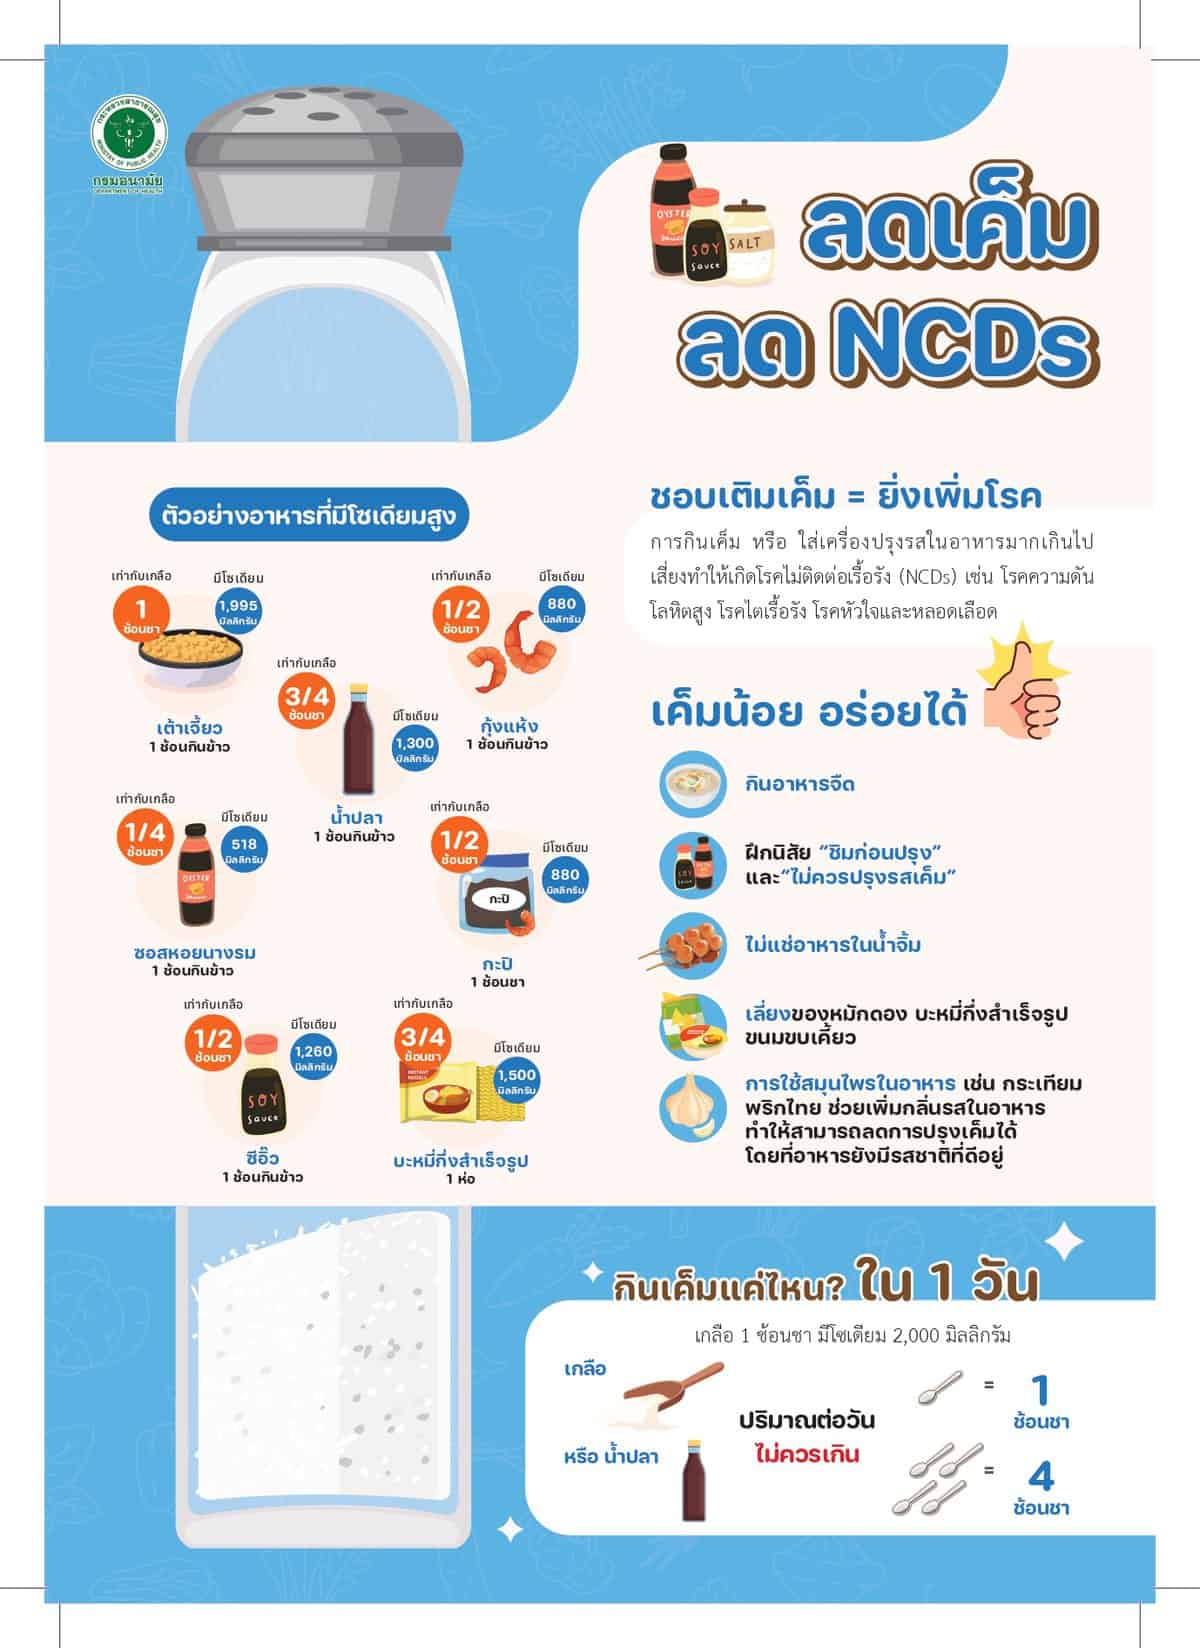 กระทรวงสาธารณสุข
MINISTRY OF PUBLIC HEALTH
กรมอนามัย
DEPARTMENT OF HEALTH
OYSTER
Sauce
SOY
Sauce
SALT
ลดเค็ม
ลด NCDs
ชอบเติมเค็ม = ยิ่งเพิ่มโรค
การกินเค็ม หรือ ใส่เครื่องปรุงรสในอาหารมากเกินไป
เสี่ยงทำให้เกิดโรคไม่ติดต่อเรื้อรัง (NCDs) เช่น โรคความดัน
โลหิตสูง โรคไตเรื้อรัง โรคหัวใจและหลอดเลือด
ตัวอย่างอาหารที่มีโซเดียมสูง
เท่ากับเกลือ
1
ช้อนชา
มีโซเดียม
1,995
มิลลิกรัม
เต้าเจี้ยว
1 ช้อนกินข้าว
เท่ากับเกลือ
3/4
ช้อนชา
มีโซเดียม
1,300
มิลลิกรัม
น้ำปลา
1 ช้อนกินข้าว
เท่ากับเกลือ
1/2
ช้อนชา
มีโซเดียม
880
มิลลิกรัม
กุ้งแห้ง
1 ช้อนกินข้าว
เท่ากับเกลือ
1/4
ช้อนชา
มีโซเดียม
518
มิลลิกรัม
OYSTER
Sauce
ซอสหอยนางรม
1 ช้อนกินข้าว
เท่ากับเกลือ
1/2
ช้อนชา
มีโซเดียม
880
มิลลิกรัม
กะปิ
กะปิ
1 ช้อนชา
เท่ากับเกลือ
1/2
ช้อนชา
มีโซเดียม
1,260
มิลลิกรัม
SOY
Sauce
ซีอิ๊ว
1 ช้อนกินข้าว
เท่ากับเกลือ
3/4
ช้อนชา
มีโซเดียม
1,500
มิลลิกรัม
INSTANT
NOODLE
บะหมี่กึ่งสำเร็จรูป
1 ห่อ
เค็มน้อย อร่อยได้
กินอาหารจืด
SOY
Sauce
ฝึกนิสัย “ชิมก่อนปรุง”
และ“ไม่ควรปรุงรสเค็ม”
ไม่แช่อาหารในน้ำจิ้ม
เลี่ยงของหมักดอง บะหมี่กึ่งสำเร็จรูป
ขนมขบเคี้ยว
การใช้สมุนไพรในอาหาร เช่น กระเทียม
พริกไทย ช่วยเพิ่มกลิ่นรสในอาหาร
ทำให้สามารถลดการปรุงเค็มได้
โดยที่อาหารยังมีรสชาติที่ดีอยู่
กินเค็มแค่ไหน? ใน 1 วัน
เกลือ 1 ช้อนชา มีโซเดียม 2,000 มิลลิกรัม
เกลือ
หรือ น้ำปลา
ปริมาณต่อวัน
ไม่ควรเกิน
= 1
ช้อนชา
= 4
ช้อนชา